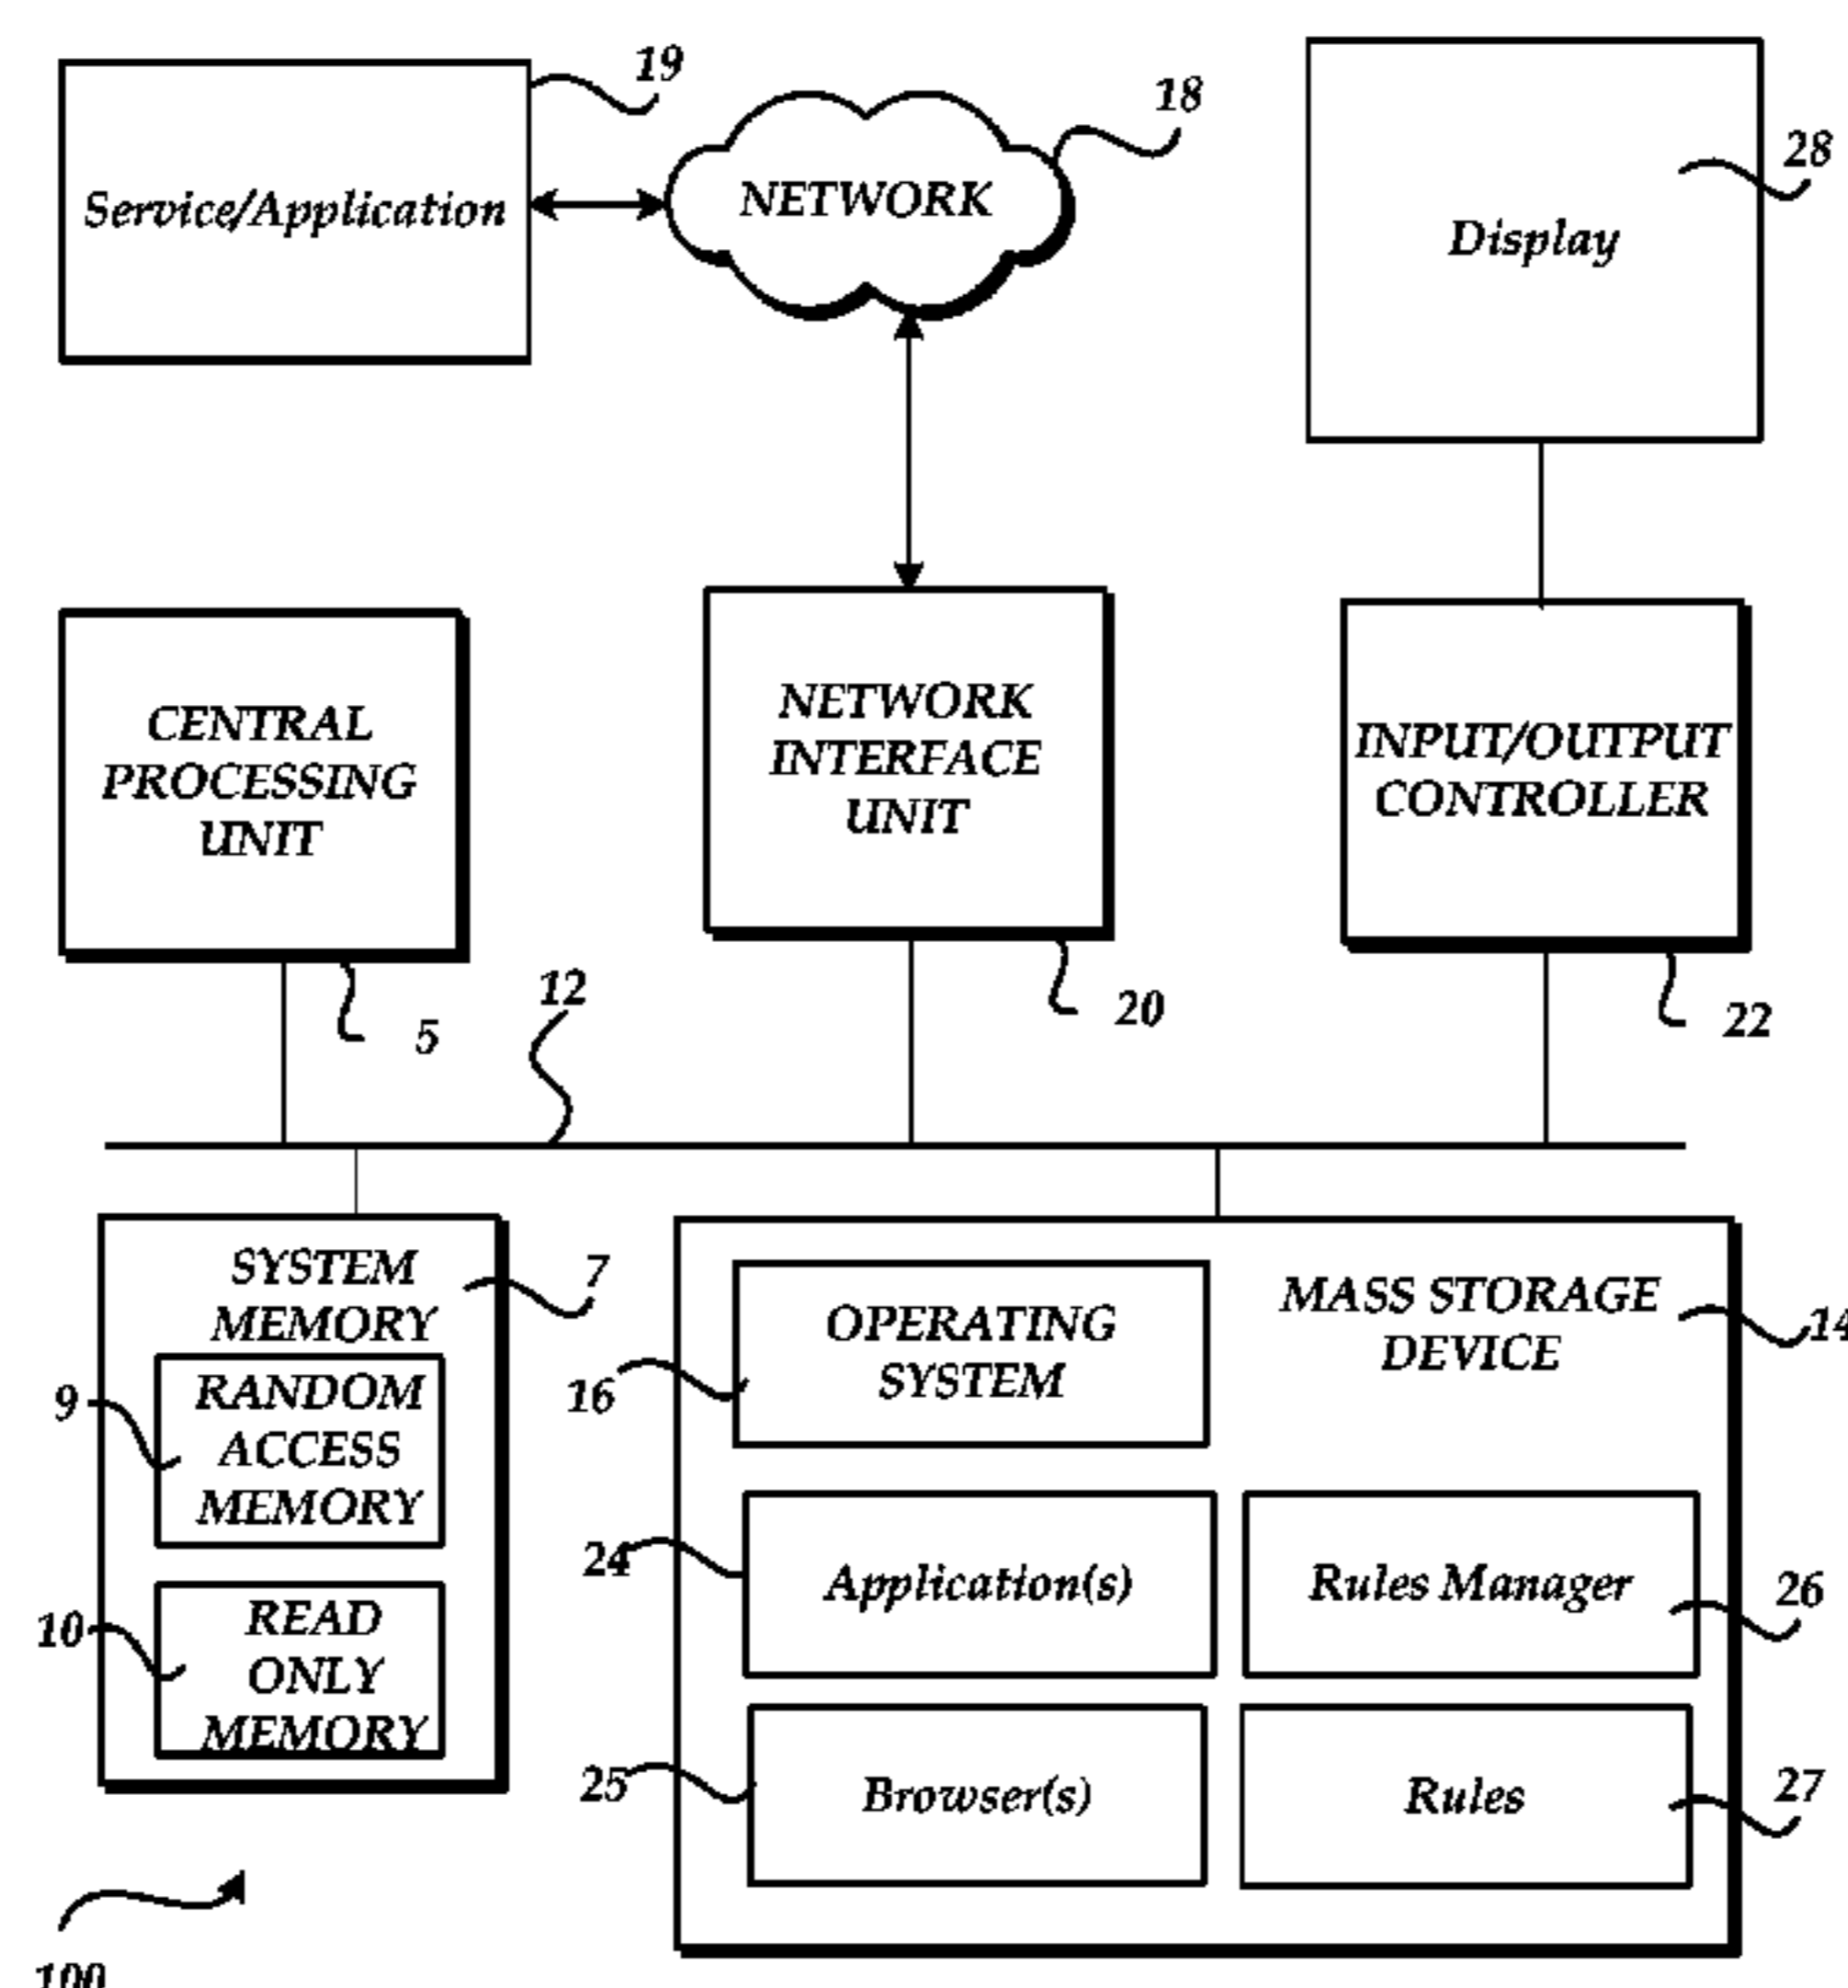 19
18
28
Service/Application
NETWORK
Display
CENTRAL
PROCESSING
UNIT
NETWORK
INTERFACE
UNIT
INPUT/OUTPUT
CONTROLLER
5
12
20
22
SYSTEM
MEMORY
7
RANDOM
ACCESS
MEMORY
9
READ
ONLY
MEMORY
10
OPERATING
SYSTEM
16
MASS STORAGE
DEVICE
14
24
Application(s)
Rules Manager
26
25
Browser(s)
Rules
27
100